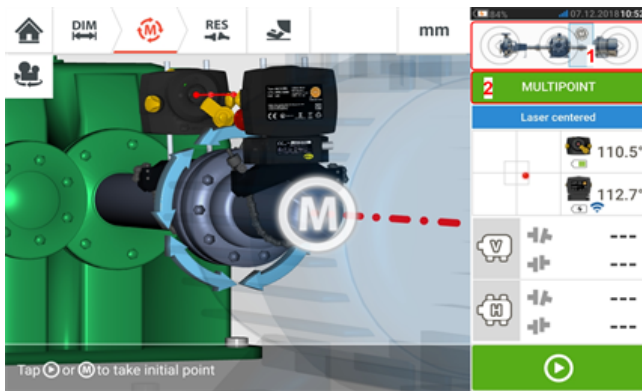 DIM
M
RES
mm
84%
07.12.2018 10:52
1
2 MULTIPOINT
Laser centered
110.5°
112.7°
M
V
---
---
H
---
---
Tap or M to take initial point